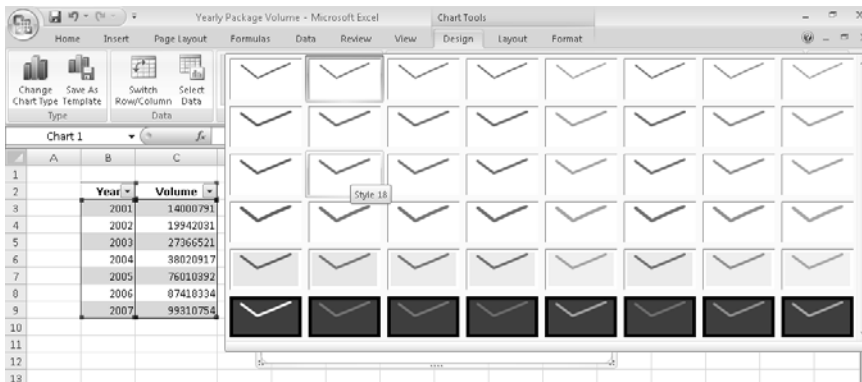 Yearly Package Volume - Microsoft Excel Chart Tools
Home Insert Page Layout Formulas Data Review View Design Layout Format
Change Chart Type
Save As Template
Switch Row/Column
Select Data
Type Data
Chart 1 fx
A B C
1
2 Year Volume
3 2001 14000791
4 2002 19942031
5 2003 27366521
6 2004 38020917
7 2005 76010392
8 2006 87418334
9 2007 99310754
10
11
12
13
Style 18